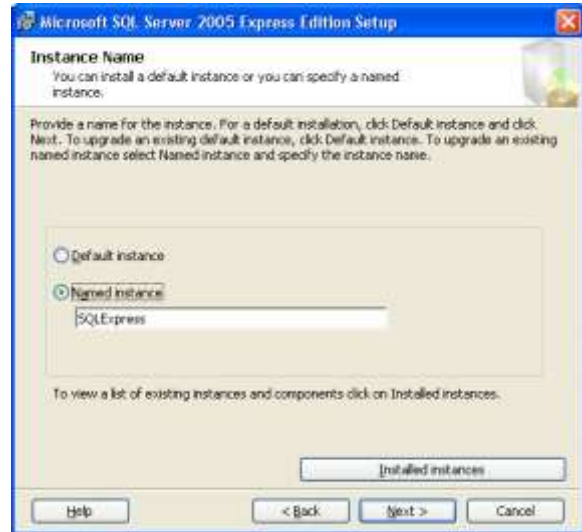 Microsoft SQL Server 2005 Express Edition Setup
Instance Name
You can install a default instance or you can specify a named
instance.
Provide a name for the instance. For a default installation, click Default instance and click
Next. To upgrade an existing default instance, click Default instance. To upgrade an existing
named instance select Named instance and specify the instance name.
Default instance
Named instance
SQLExpress
To view a list of existing instances and components click on Installed instances.
Installed instances
Help
< Back
Next >
Cancel